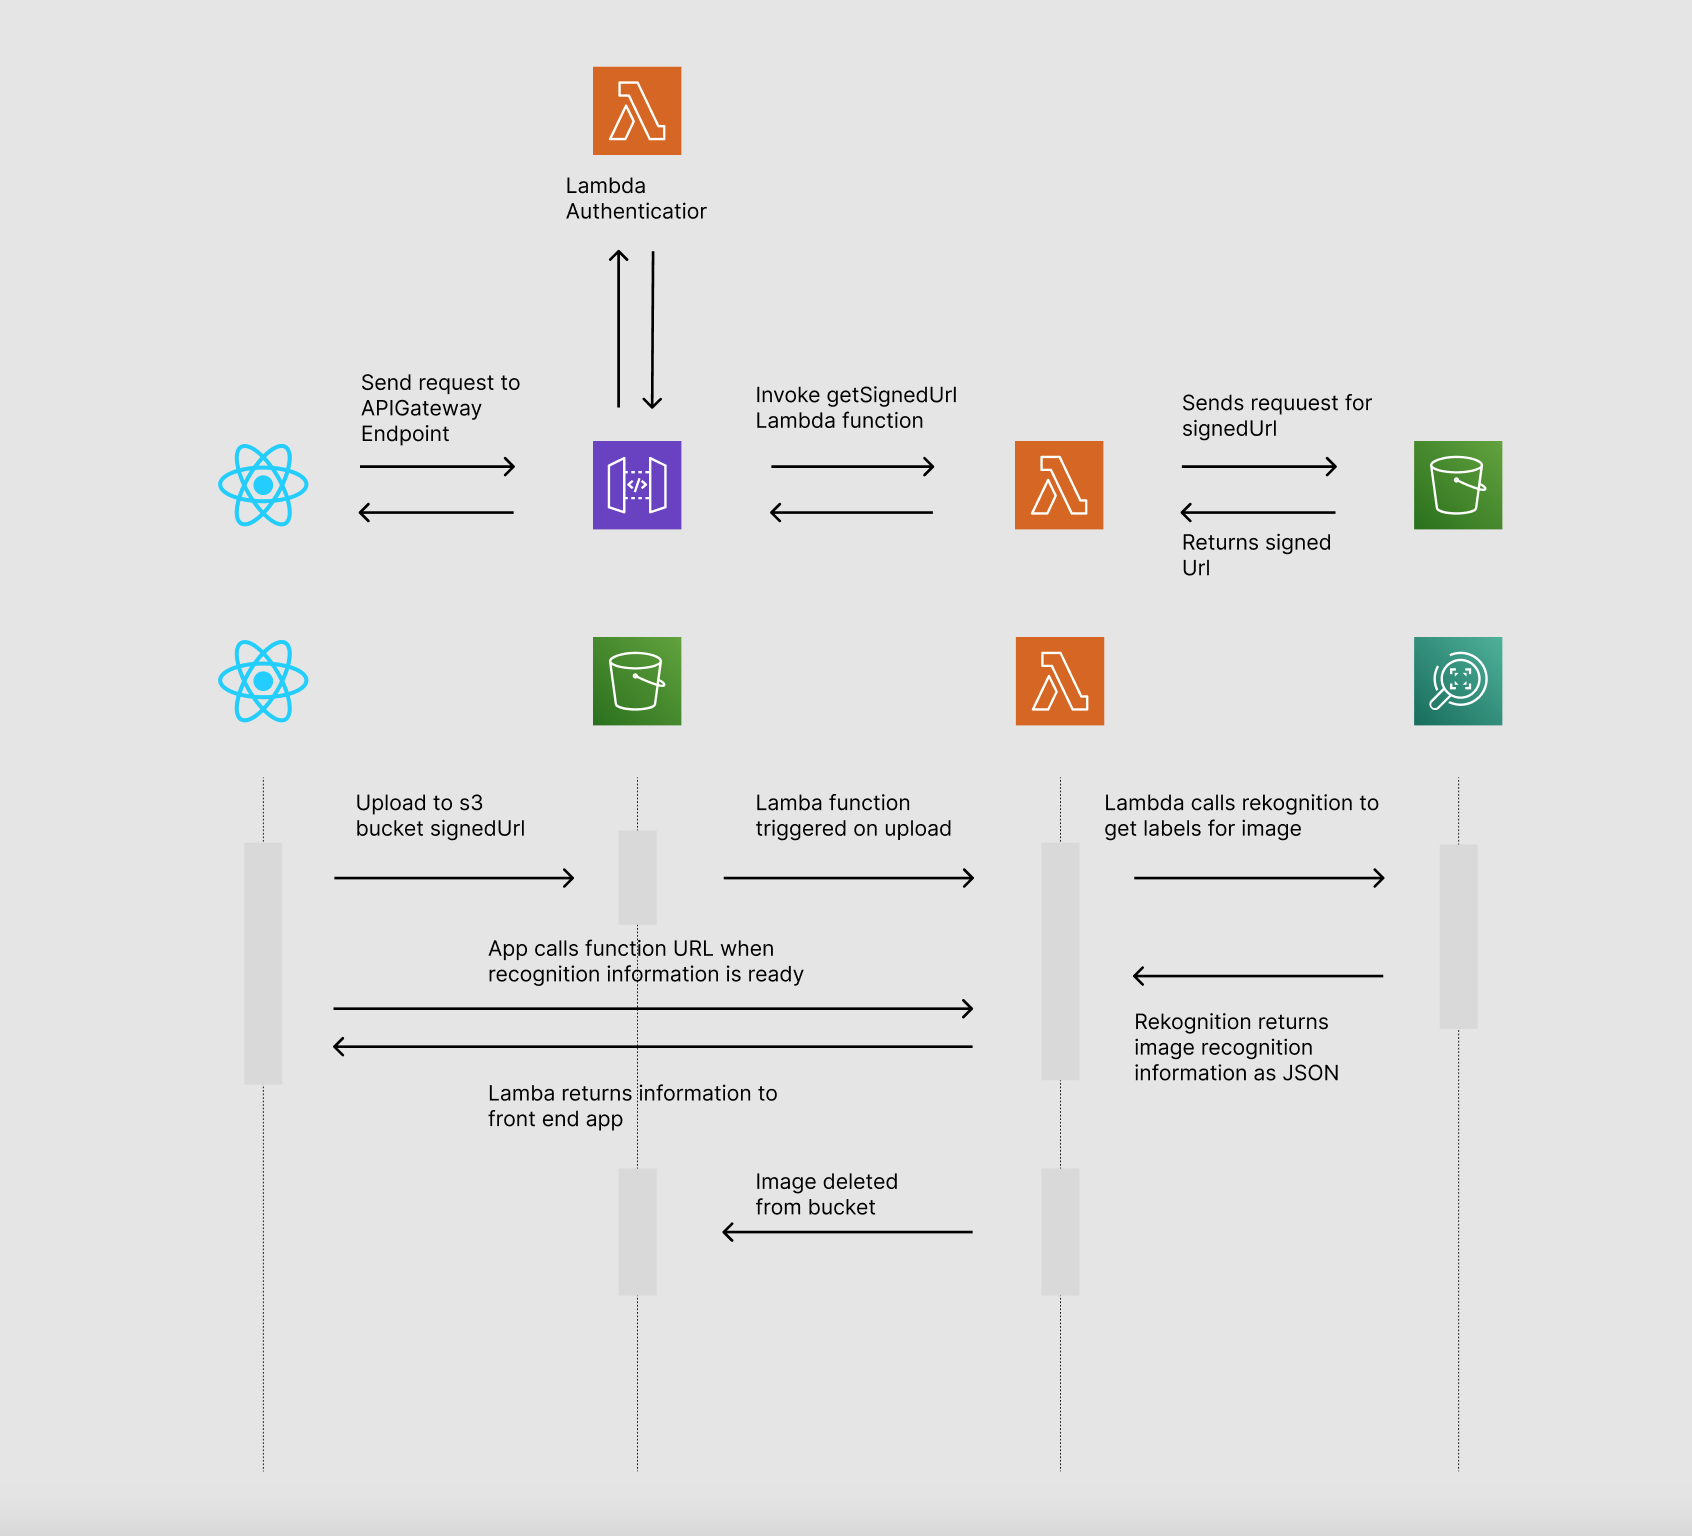 Lambda
Authenticatior
Send request to
APIGateway
Endpoint
Invoke getSignedUrl
Lambda function
Sends requuest for
signedUrl
</>
Returns signed
Url
Upload to s3
bucket signedUrl
Lamba function
triggered on upload
Lambda calls rekognition to
get labels for image
App calls function URL when
recognition information is ready
Rekognition returns
image recognition
information as JSON
Lamba returns information to
front end app
Image deleted
from bucket